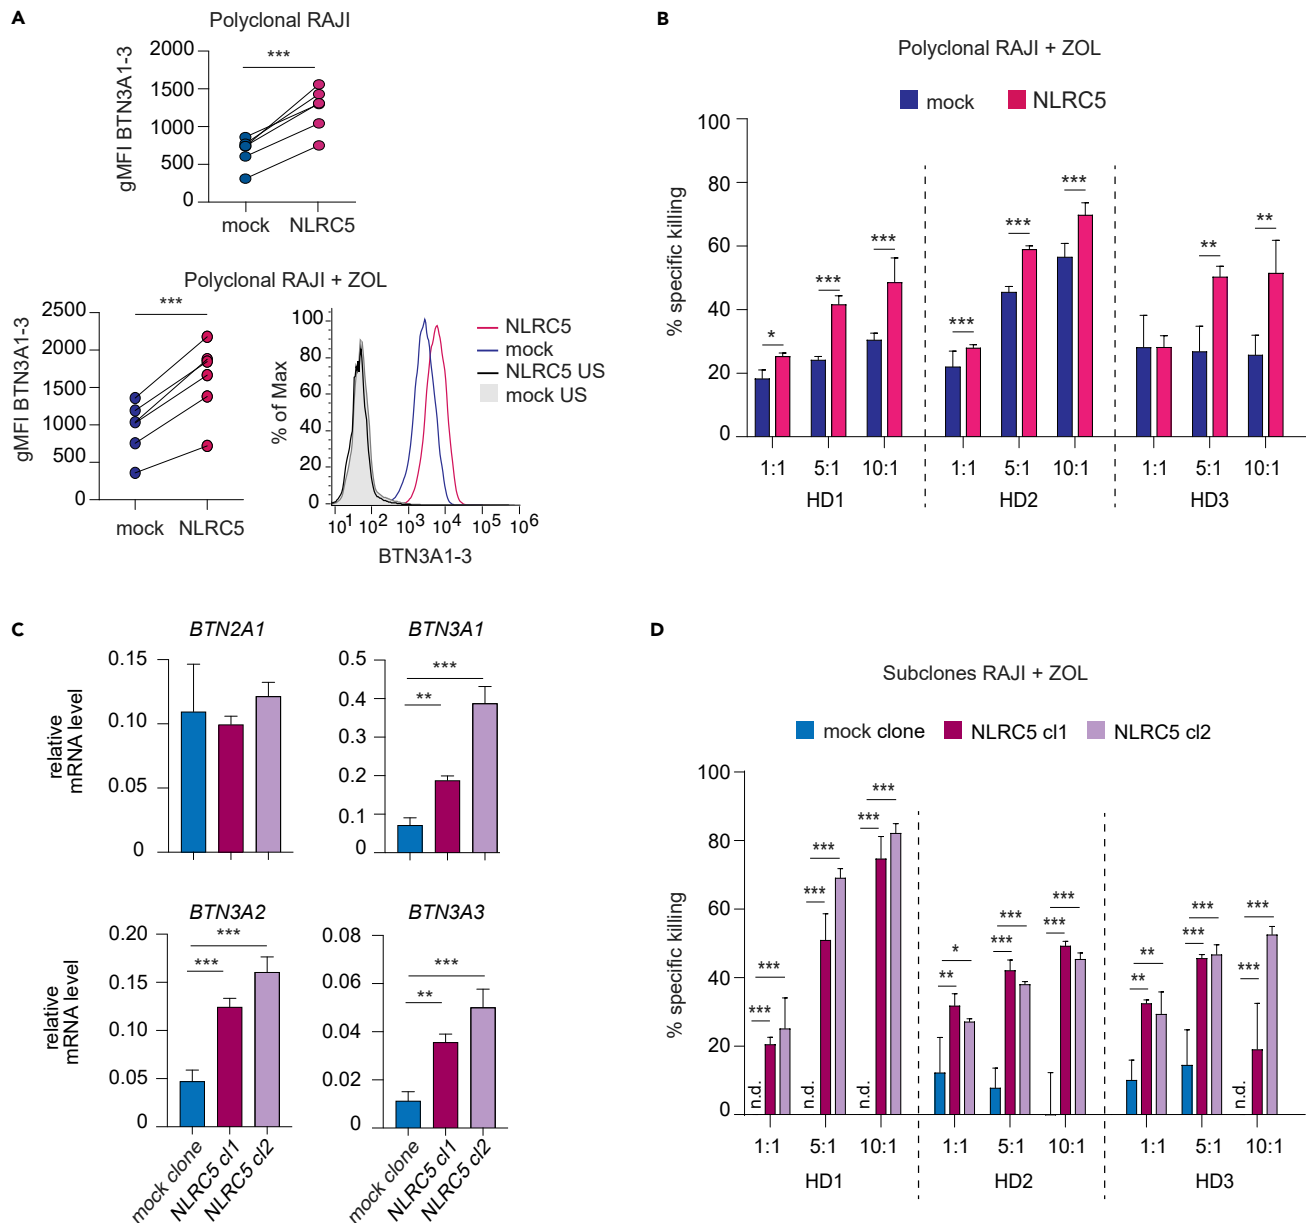 A
Polyclonal RAJI
gMFI BTN3A1-3
2000
1500
1000
500
0
***
mock NLRC5
Polyclonal RAJI + ZOL
gMFI BTN3A1-3
2500
2000
1500
1000
500
0
***
mock NLRC5
% of Max
100
80
60
40
20
0
10¹ 10² 10³ 10⁴ 10⁵ 10⁶
BTN3A1-3
NLRC5
mock
NLRC5 US
mock US
B
Polyclonal RAJI + ZOL
mock NLRC5
% specific killing
100
80
60
40
20
0
* *** ***
*** *** ***
** **
1:1 5:1 10:1 1:1 5:1 10:1 1:1 5:1 10:1
HD1 HD2 HD3
C
BTN2A1
relative
mRNA level
0.15
0.10
0.05
0
BTN3A1
0.5
0.4
0.3
0.2
0.1
0
***
**
BTN3A2
relative
mRNA level
0.20
0.15
0.10
0.05
0
***
***
mock clone
NLRC5 cl1
NLRC5 cl2
BTN3A3
0.08
0.06
0.04
0.02
0
***
**
mock clone
NLRC5 cl1
NLRC5 cl2
D
Subclones RAJI + ZOL
mock clone NLRC5 cl1 NLRC5 cl2
% specific killing
100
80
60
40
20
0
*** *** *** *** *** ***
** * *** *** *** ***
** ** *** *** *** ***
n.d. n.d. n.d. n.d.
1:1 5:1 10:1 1:1 5:1 10:1 1:1 5:1 10:1
HD1 HD2 HD3